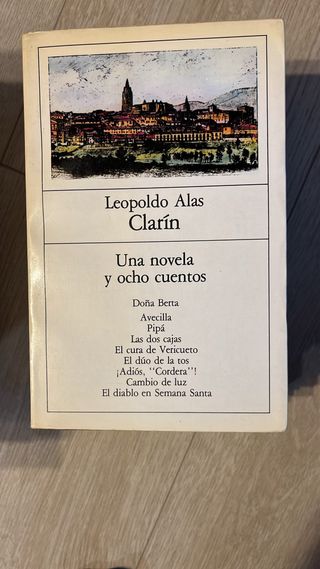 Leopoldo Alas
Clarín
Una novela
y ocho cuentos
Doña Berta
Avecilla
Pipá
Las dos cajas
El cura de Vericueto
El dúo de la tos
¡Adiós, ‘‘Cordera’’!
Cambio de luz
El diablo en Semana Santa